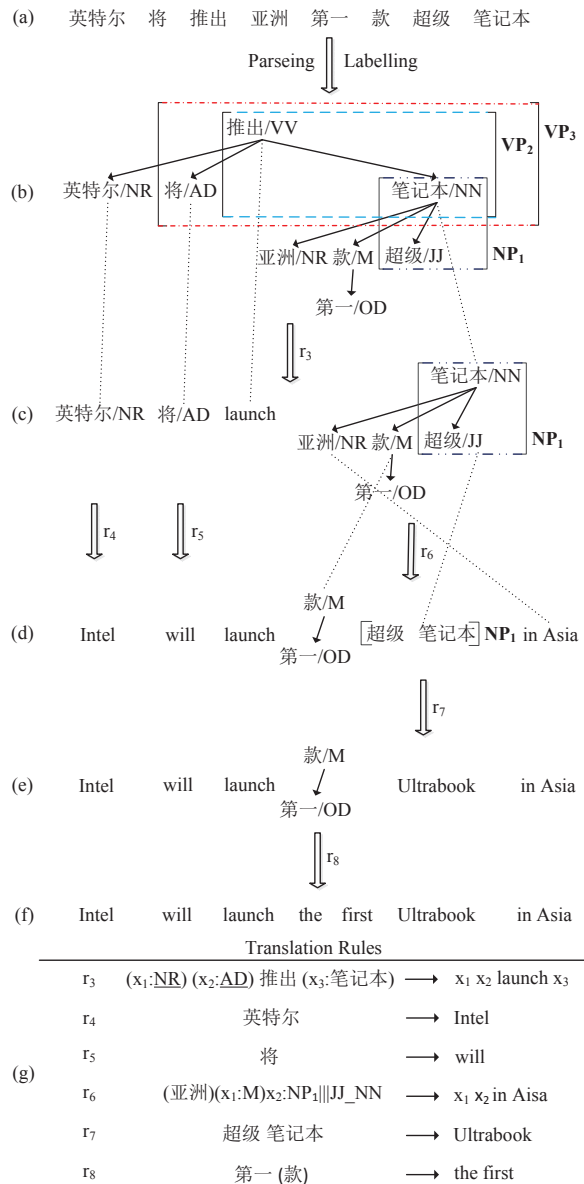 (a) 英特尔 将 推出 亚洲 第一 款 超级 笔记本
Parseing Labelling
推出/VV VP2 VP3
(b) 英特尔/NR 将/AD 笔记本/NN
亚洲/NR 款/M 超级/JJ NP1
第一/OD
r3
笔记本/NN
(c) 英特尔/NR 将/AD launch
亚洲/NR 款/M 超级/JJ NP1
第一/OD
r4 r5 r6
款/M
(d) Intel will launch [超级 笔记本] NP1 in Asia
第一/OD
r7
款/M
(e) Intel will launch Ultrabook in Asia
第一/OD
r8
(f) Intel will launch the first Ultrabook in Asia
Translation Rules
r3 (x1:NR) (x2:AD) 推出 (x3:笔记本) → x1 x2 launch x3
r4 英特尔 → Intel
r5 将 → will
(g)
r6 (亚洲)(x1:M)x2:NP1|||JJ_NN → x1 x2 in Aisa
r7 超级 笔记本 → Ultrabook
r8 第一 (款) → the first